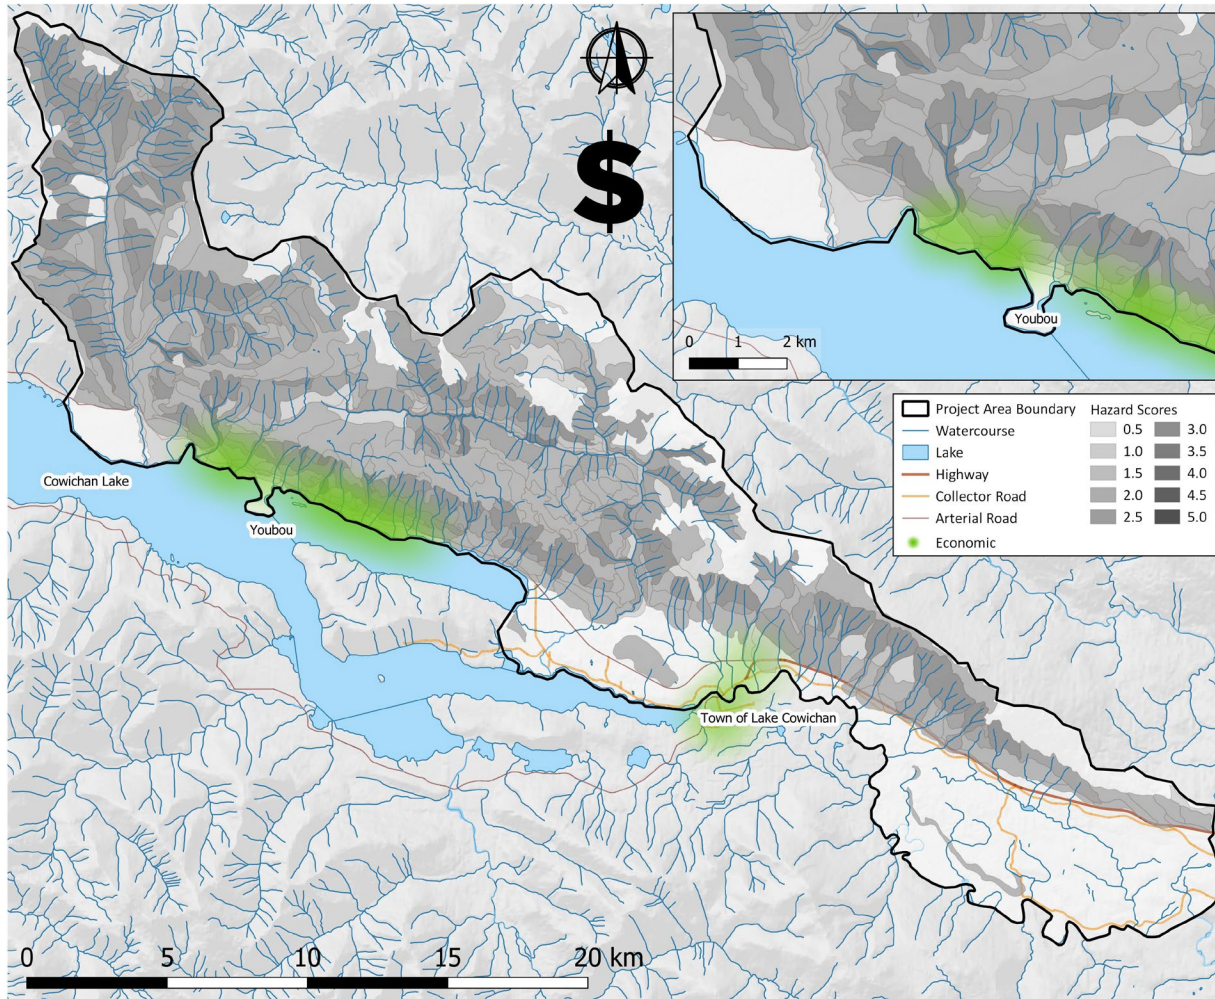 $
Youbou
0 1 2 km
Project Area Boundary
Watercourse
Lake
Highway
Collector Road
Arterial Road
Economic
Hazard Scores
0.5 3.0
1.0 3.5
1.5 4.0
2.0 4.5
2.5 5.0
Cowichan Lake
Youbou
Town of Lake Cowichan
0 5 10 15 20 km